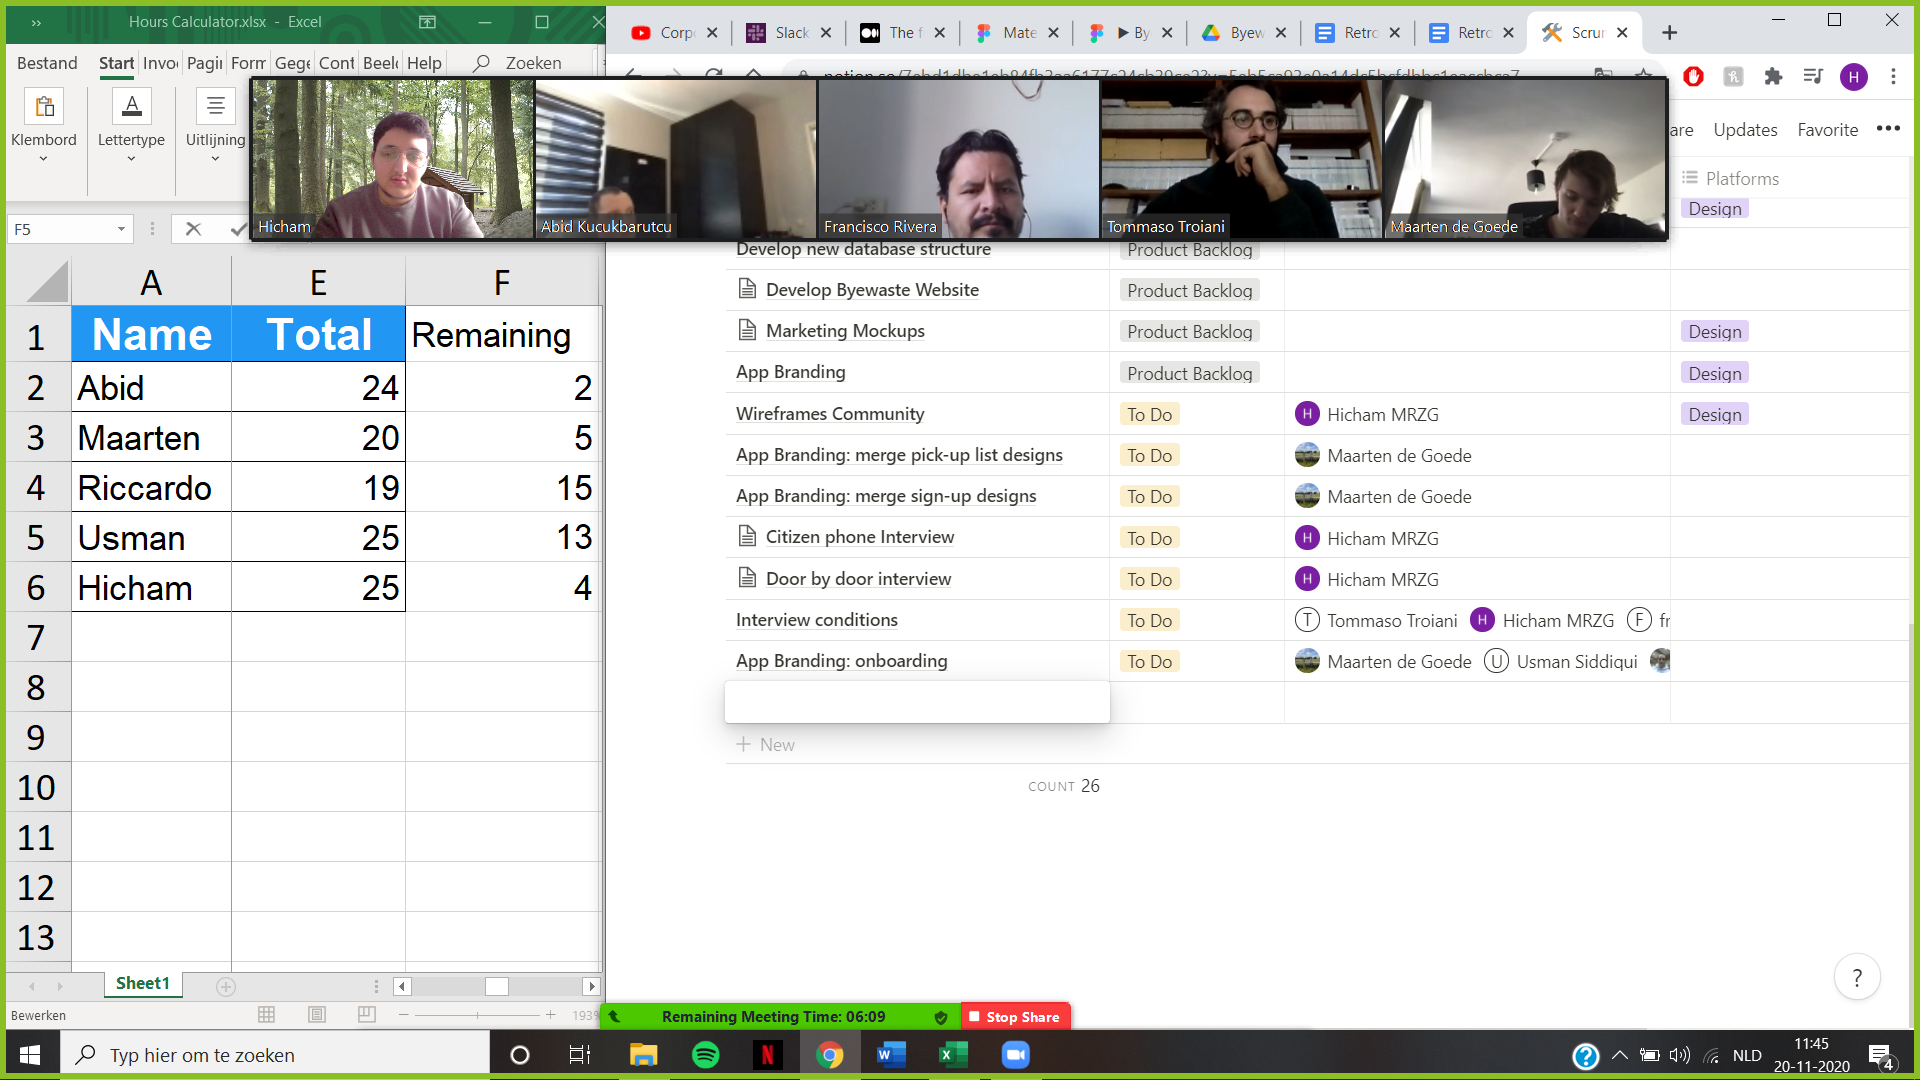 Hours Calculator.xlsx - Excel
Bestand Start Invo Pagi Form Gege Cont Beel Help Zoeken
Klembord Lettertype Uitlijning
F5
A E F
1 Name Total Remaining
2 Abid 24 2
3 Maarten 20 5
4 Riccardo 19 15
5 Usman 25 13
6 Hicham 25 4
7
8
9
10
11
12
13
Sheet1
Bewerken
193%
Corp Slack The f Mate By Byew Retro Retro Scrur
H
are Updates Favorite
Hicham
Abid Kucukbarutcu
Francisco Rivera
Tommaso Troiani
Maarten de Goede
Platforms
Design
Develop new database structure Product Backlog
Develop Byewaste Website Product Backlog
Marketing Mockups Product Backlog Design
App Branding Product Backlog Design
Wireframes Community To Do H Hicham MRZG Design
App Branding: merge pick-up list designs To Do Maarten de Goede
App Branding: merge sign-up designs To Do Maarten de Goede
Citizen phone Interview To Do H Hicham MRZG
Door by door interview To Do H Hicham MRZG
Interview conditions To Do T Tommaso Troiani H Hicham MRZG F fr
App Branding: onboarding To Do Maarten de Goede U Usman Siddiqui
+ New
COUNT 26
?
Remaining Meeting Time: 06:09 Stop Share
Typ hier om te zoeken
NLD
11:45
20-11-2020
4